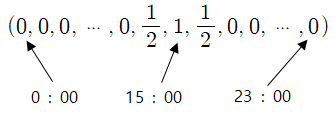 (0, 0, 0, ··· , 0, 1/2, 1, 1/2, 0, 0, ··· , 0)
0 : 00 15 : 00 23 : 00